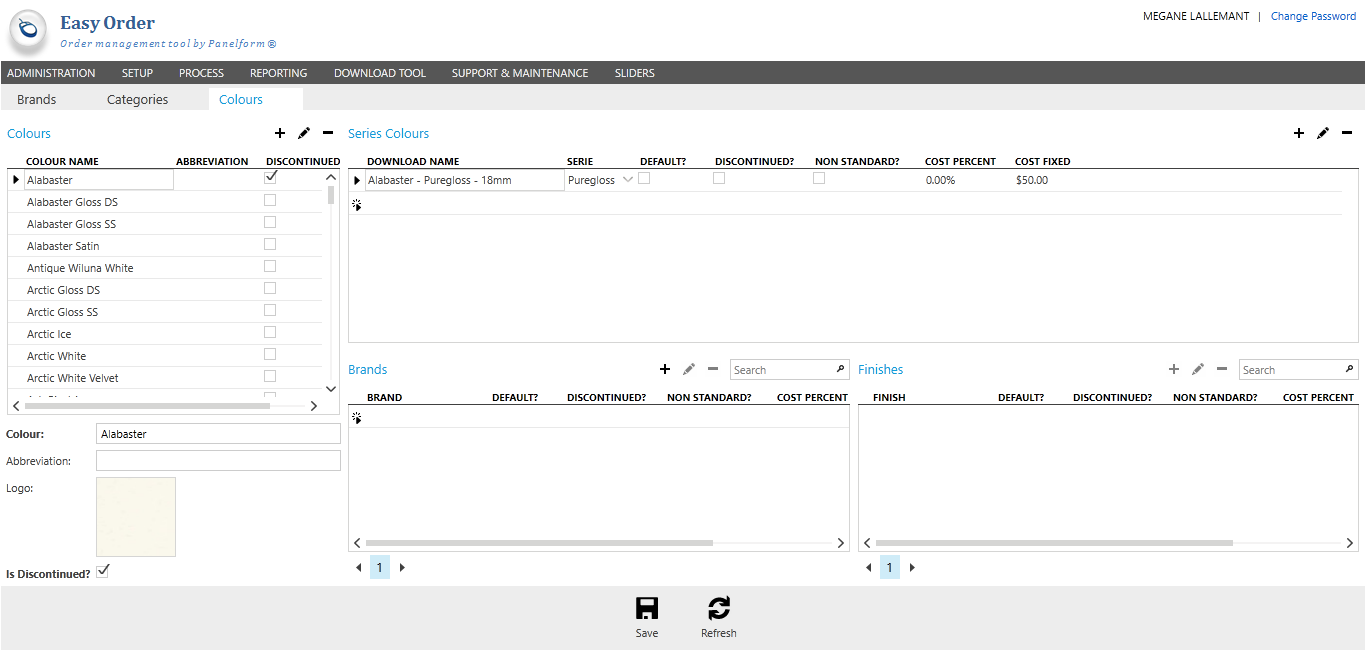 Easy Order
Order management tool by Panelform ®
MEGANE LALLEMANT | Change Password
ADMINISTRATION SETUP PROCESS REPORTING DOWNLOAD TOOL SUPPORT & MAINTENANCE SLIDERS
Brands Categories Colours
Colours
COLOUR NAME ABBREVIATION DISCONTINUED
Alabaster
Alabaster Gloss DS
Alabaster Gloss SS
Alabaster Satin
Antique Wiluna White
Arctic Gloss DS
Arctic Gloss SS
Arctic Ice
Arctic White
Arctic White Velvet
Colour: Alabaster
Abbreviation:
Logo:
Is Discontinued?
Series Colours
DOWNLOAD NAME SERIE DEFAULT? DISCONTINUED? NON STANDARD? COST PERCENT COST FIXED
Alabaster - Puregloss - 18mm Puregloss 0.00% $50.00
Brands Search
BRAND DEFAULT? DISCONTINUED? NON STANDARD? COST PERCENT
1
Finishes Search
FINISH DEFAULT? DISCONTINUED? NON STANDARD? COST PERCENT
1
Save Refresh